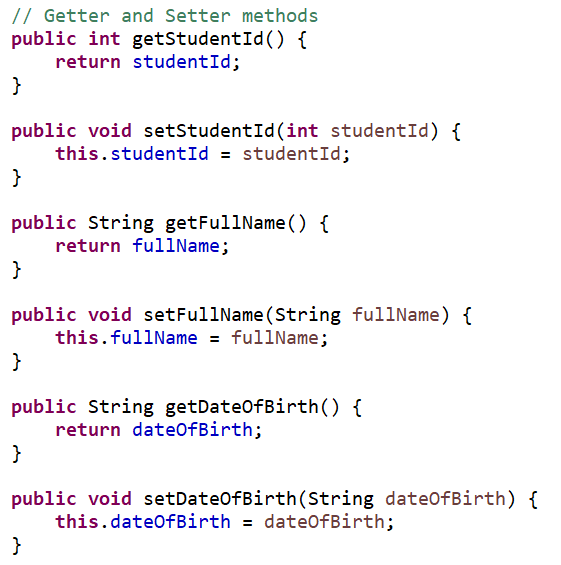 // Getter and Setter methods
public int getStudentId() {
    return studentId;
}

public void setStudentId(int studentId) {
    this.studentId = studentId;
}

public String getFullName() {
    return fullName;
}

public void setFullName(String fullName) {
    this.fullName = fullName;
}

public String getDateOfBirth() {
    return dateOfBirth;
}

public void setDateOfBirth(String dateOfBirth) {
    this.dateOfBirth = dateOfBirth;
}